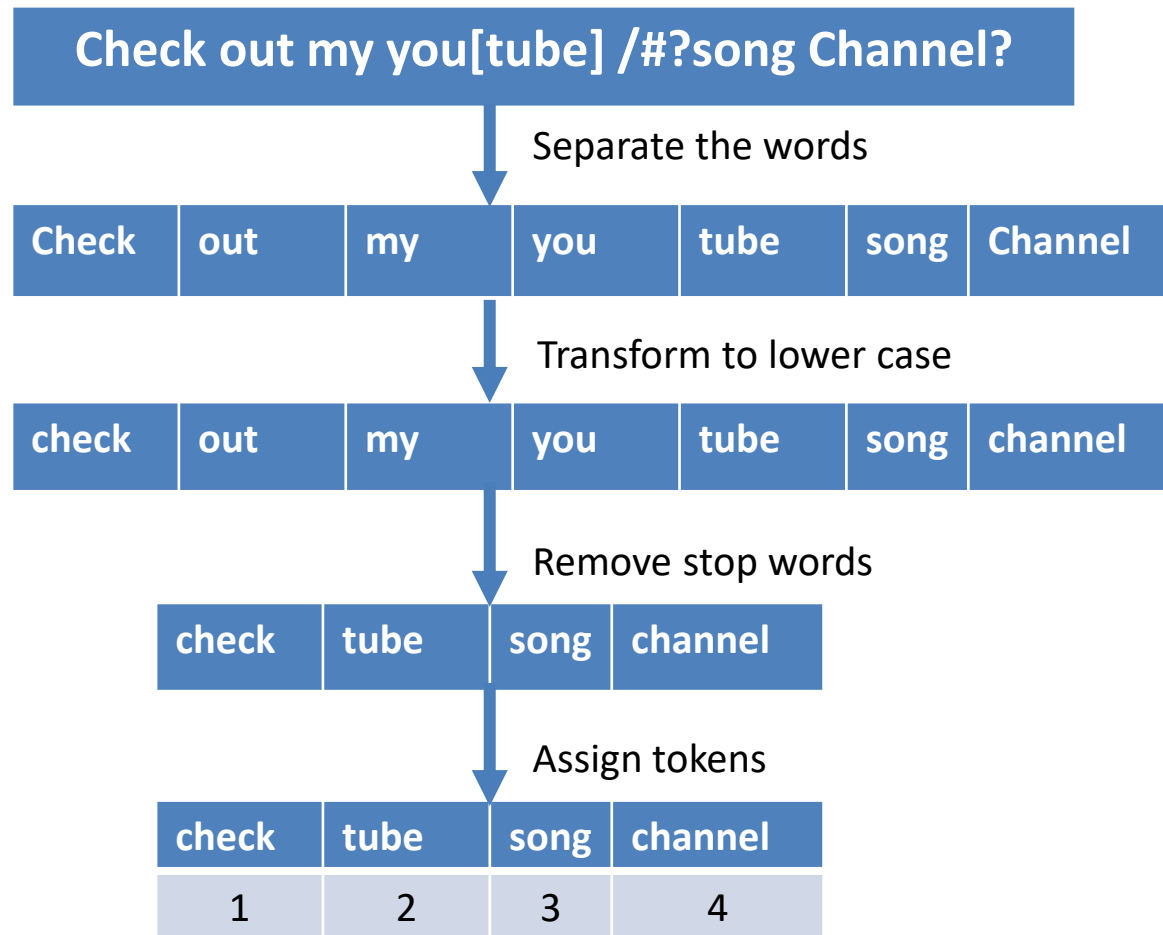 Check out my you[tube] /#?song Channel?
Separate the words
Check out my you tube song Channel
Transform to lower case
check out my you tube song channel
Remove stop words
check tube song channel
Assign tokens
check tube song channel
1 2 3 4